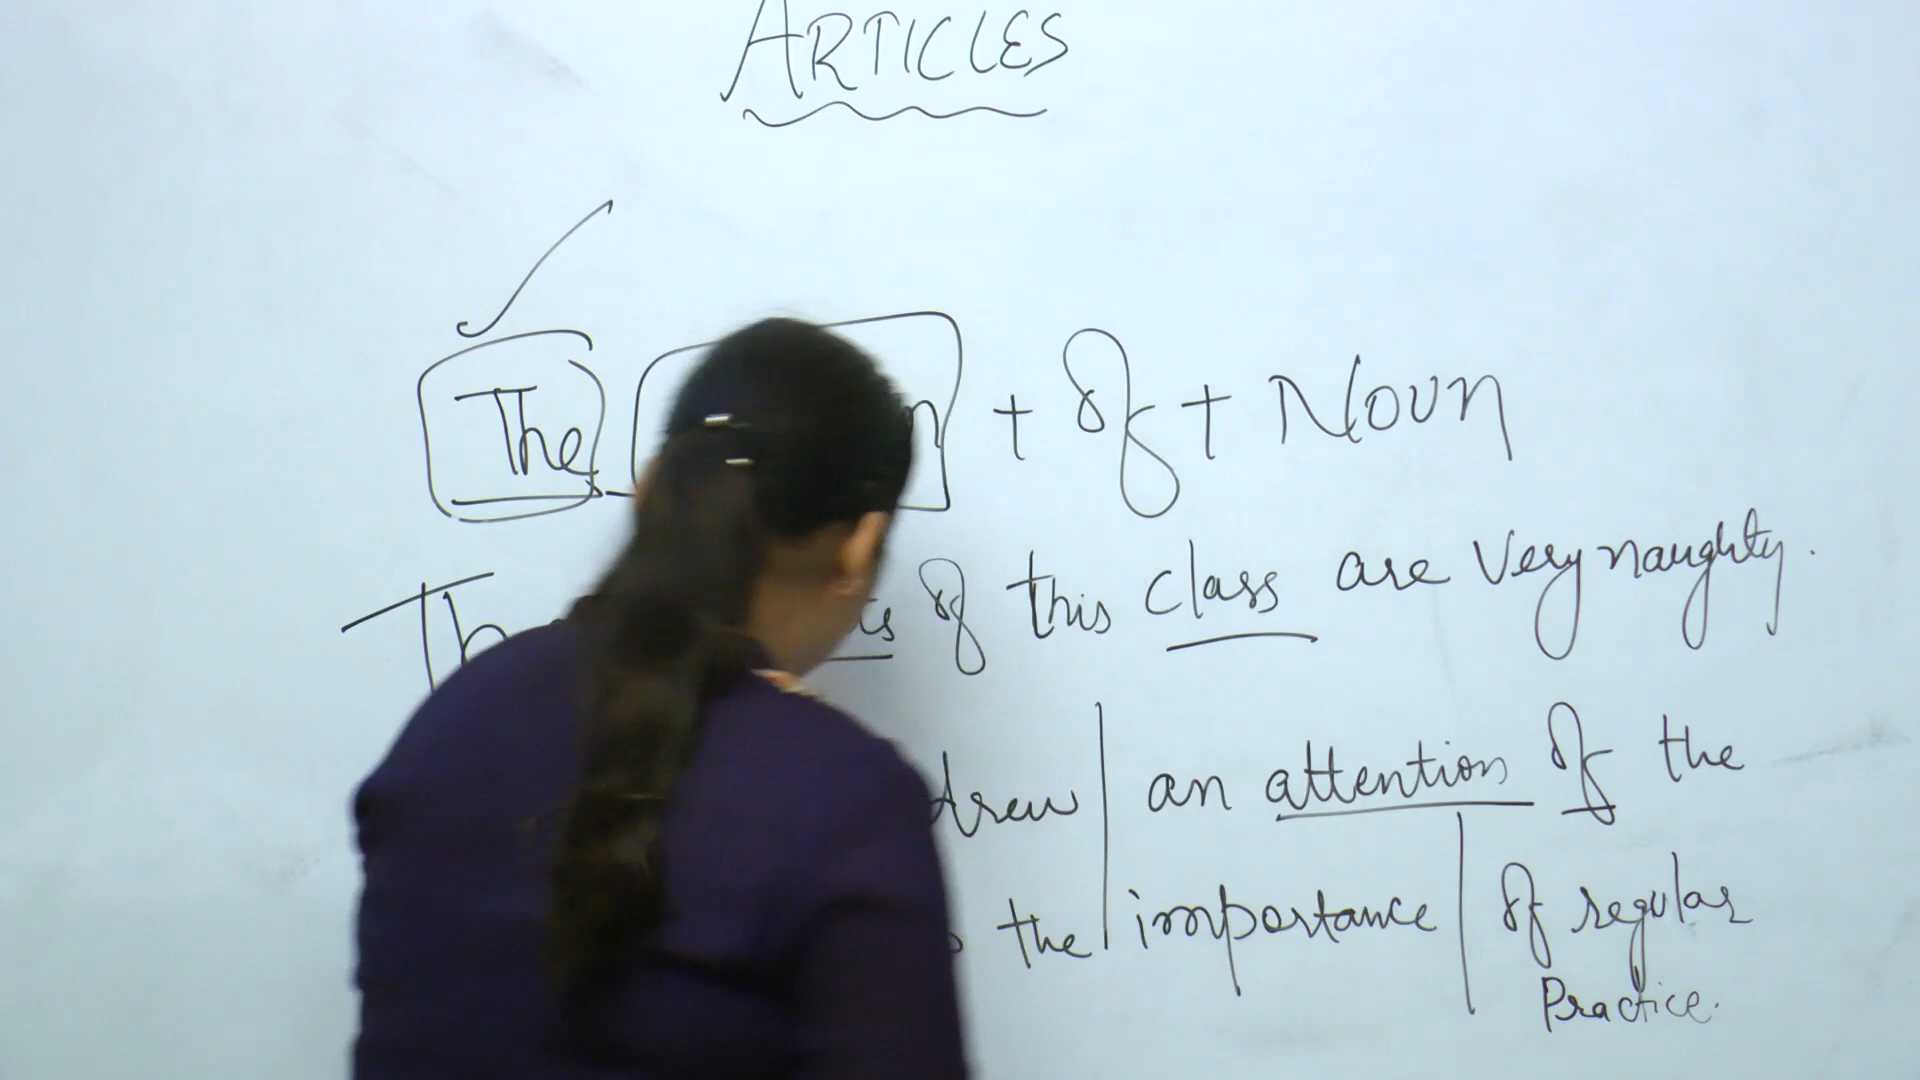 ARTICLES
The + of + Noun
of this class are very naughty.
drew | an attention of the
the | importance | of regular
Practice.